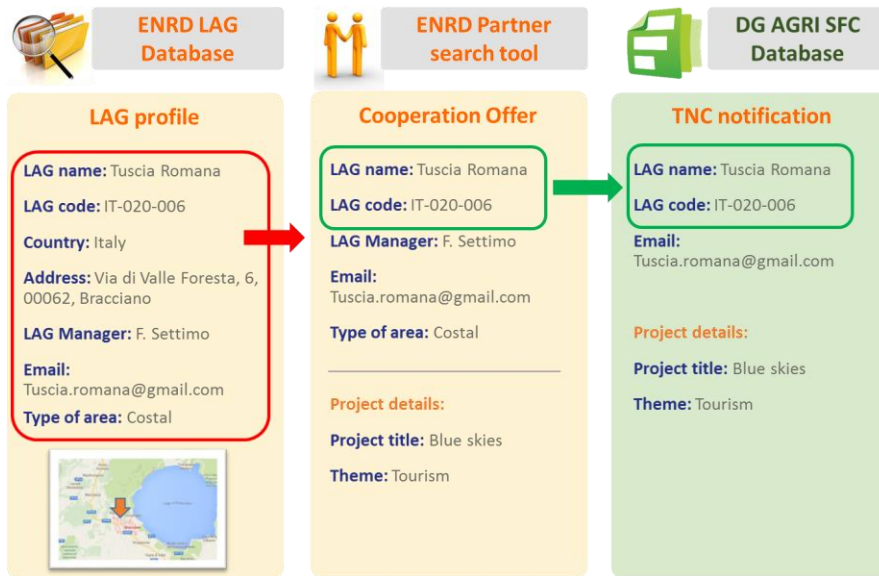 ENRD LAG
Database
LAG profile
LAG name: Tuscia Romana
LAG code: IT-020-006
Country: Italy
Address: Via di Valle Foresta, 6,
00062, Bracciano
LAG Manager: F. Settimo
Email:
Tuscia.romana@gmail.com
Type of area: Costal
ENRD Partner
search tool
Cooperation Offer
LAG name: Tuscia Romana
LAG code: IT-020-006
LAG Manager: F. Settimo
Email:
Tuscia.romana@gmail.com
Type of area: Costal
Project details:
Project title: Blue skies
Theme: Tourism
DG AGRI SFC
Database
TNC notification
LAG name: Tuscia Romana
LAG code: IT-020-006
Email:
Tuscia.romana@gmail.com
Project details:
Project title: Blue skies
Theme: Tourism